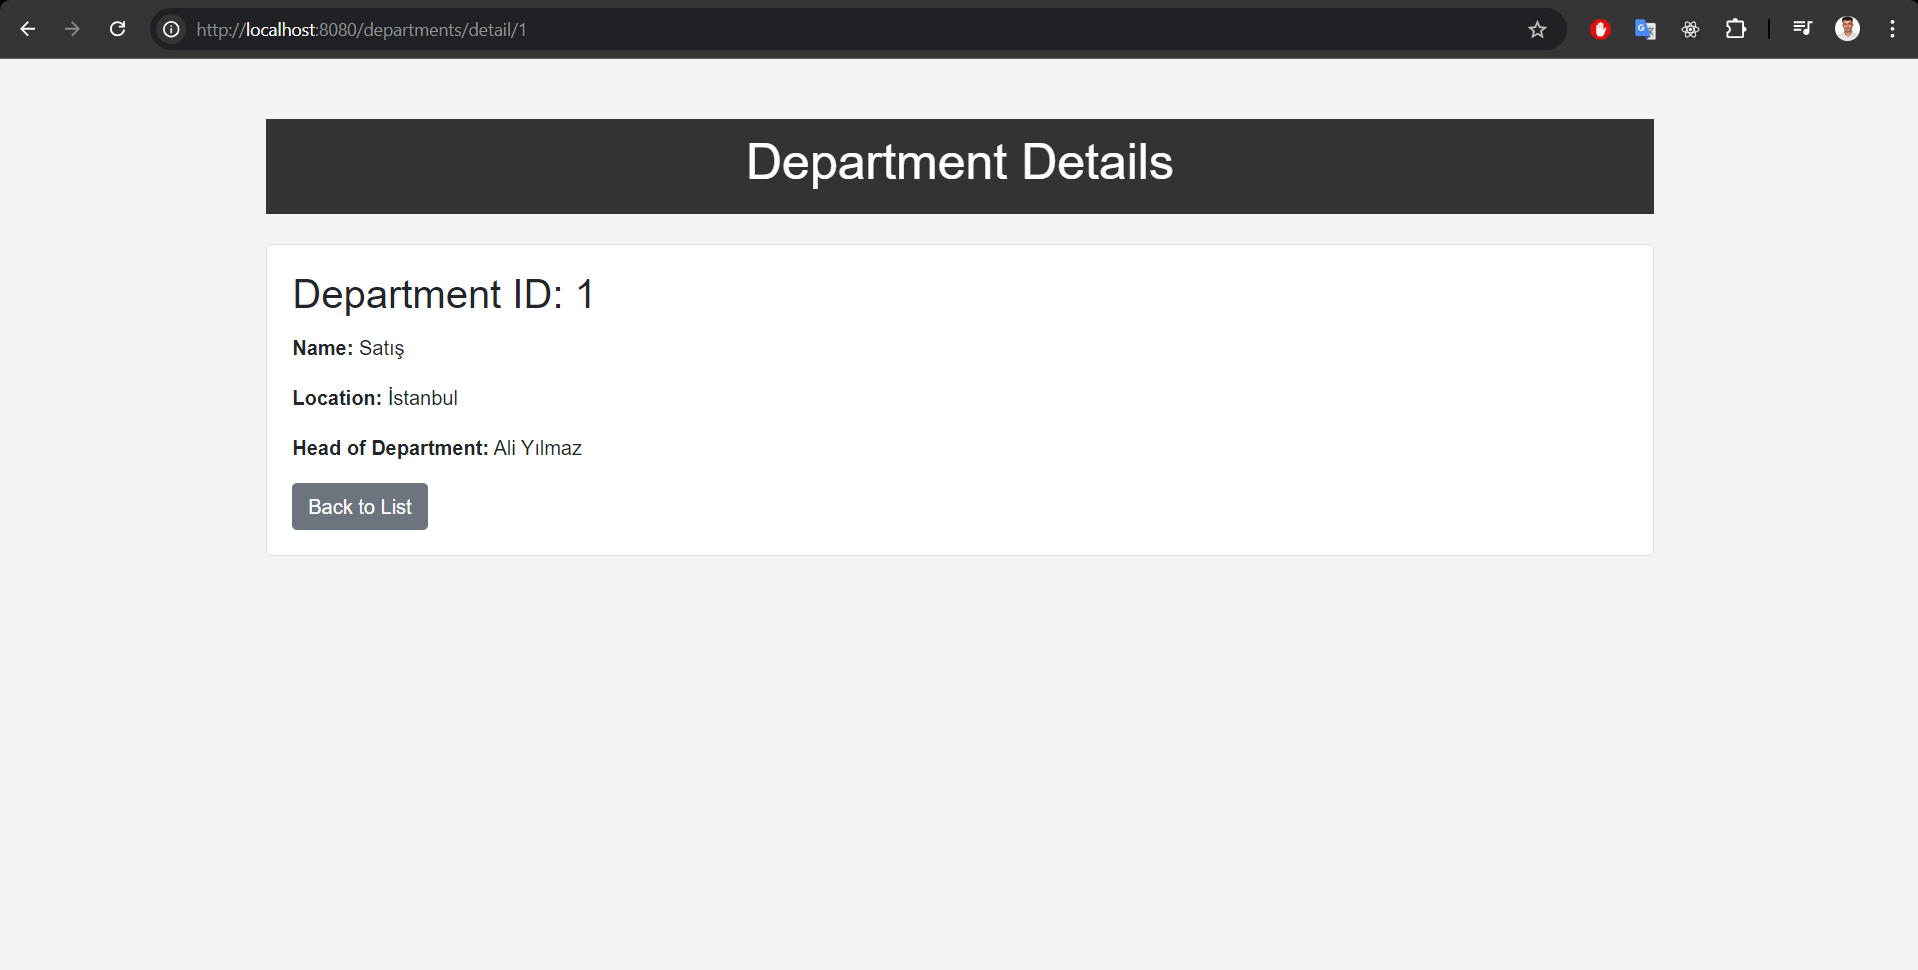 http://localhost:8080/departments/detail/1
Department Details
Department ID: 1
Name: Satış
Location: İstanbul
Head of Department: Ali Yılmaz
Back to List